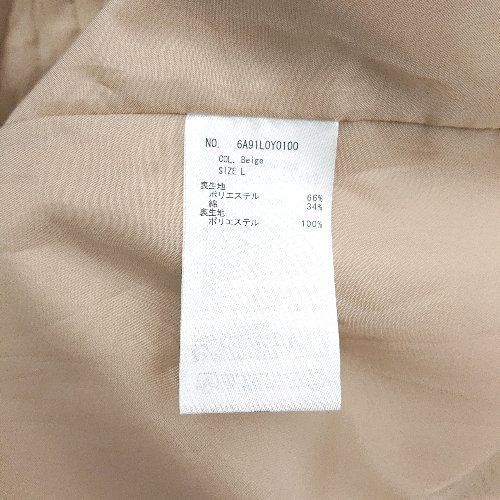 NO. 6A91L0Y0100
COL. Beige
SIZE L
表生地
ポリエステル 66%
綿 34%
裏生地
ポリエステル 100%